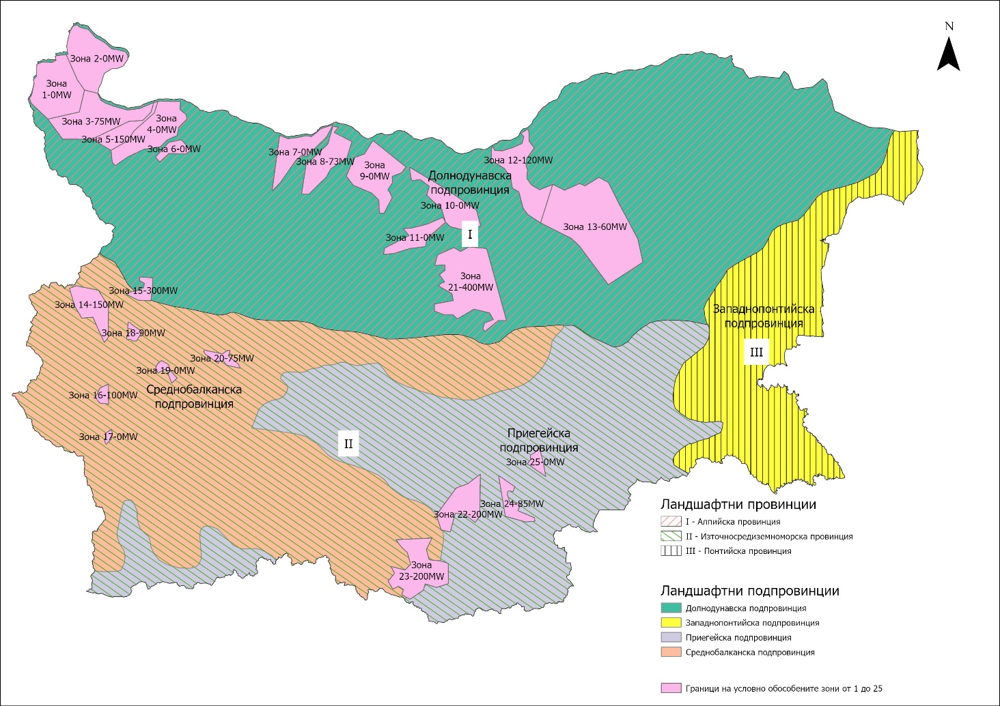 N
Зона 2-0MW
Зона
1-0MW
Зона 3-75MW
Зона
4-0MW
Зона 5-150MW
Зона 6-0MW
Зона 7-0MW
Зона 8-73MW
Зона
9-0MW
Зона 12-120MW
Долнодунавска
подпровинция
Зона 10-0MW
Зона 13-60MW
Зона 11-0MW
I
Зона
21-400MW
Зона 15-300MW
Зона 14-150MW
Западнопонтийска
подпровинция
Зона 18-90MW
III
Зона 20-75MW
Зона 19-0MW
Зона 16-100MW
Среднобалканска
подпровинция
Зона 17-0MW
II
Приегейска
подпровинция
Зона 25-0MW
Зона 24-85MW
Зона 22-200MW
Зона
23-200MW
Ландшафтни провинции
I - Алпийска провинция
II - Източносредиземноморска провинция
III - Понтийска провинция
Ландшафтни подпровинции
Долнодунавска подпровинция
Западнопонтийска подпровинция
Приегейска подпровинция
Среднобалканска подпровинция
Граници на условно обособените зони от 1 до 25